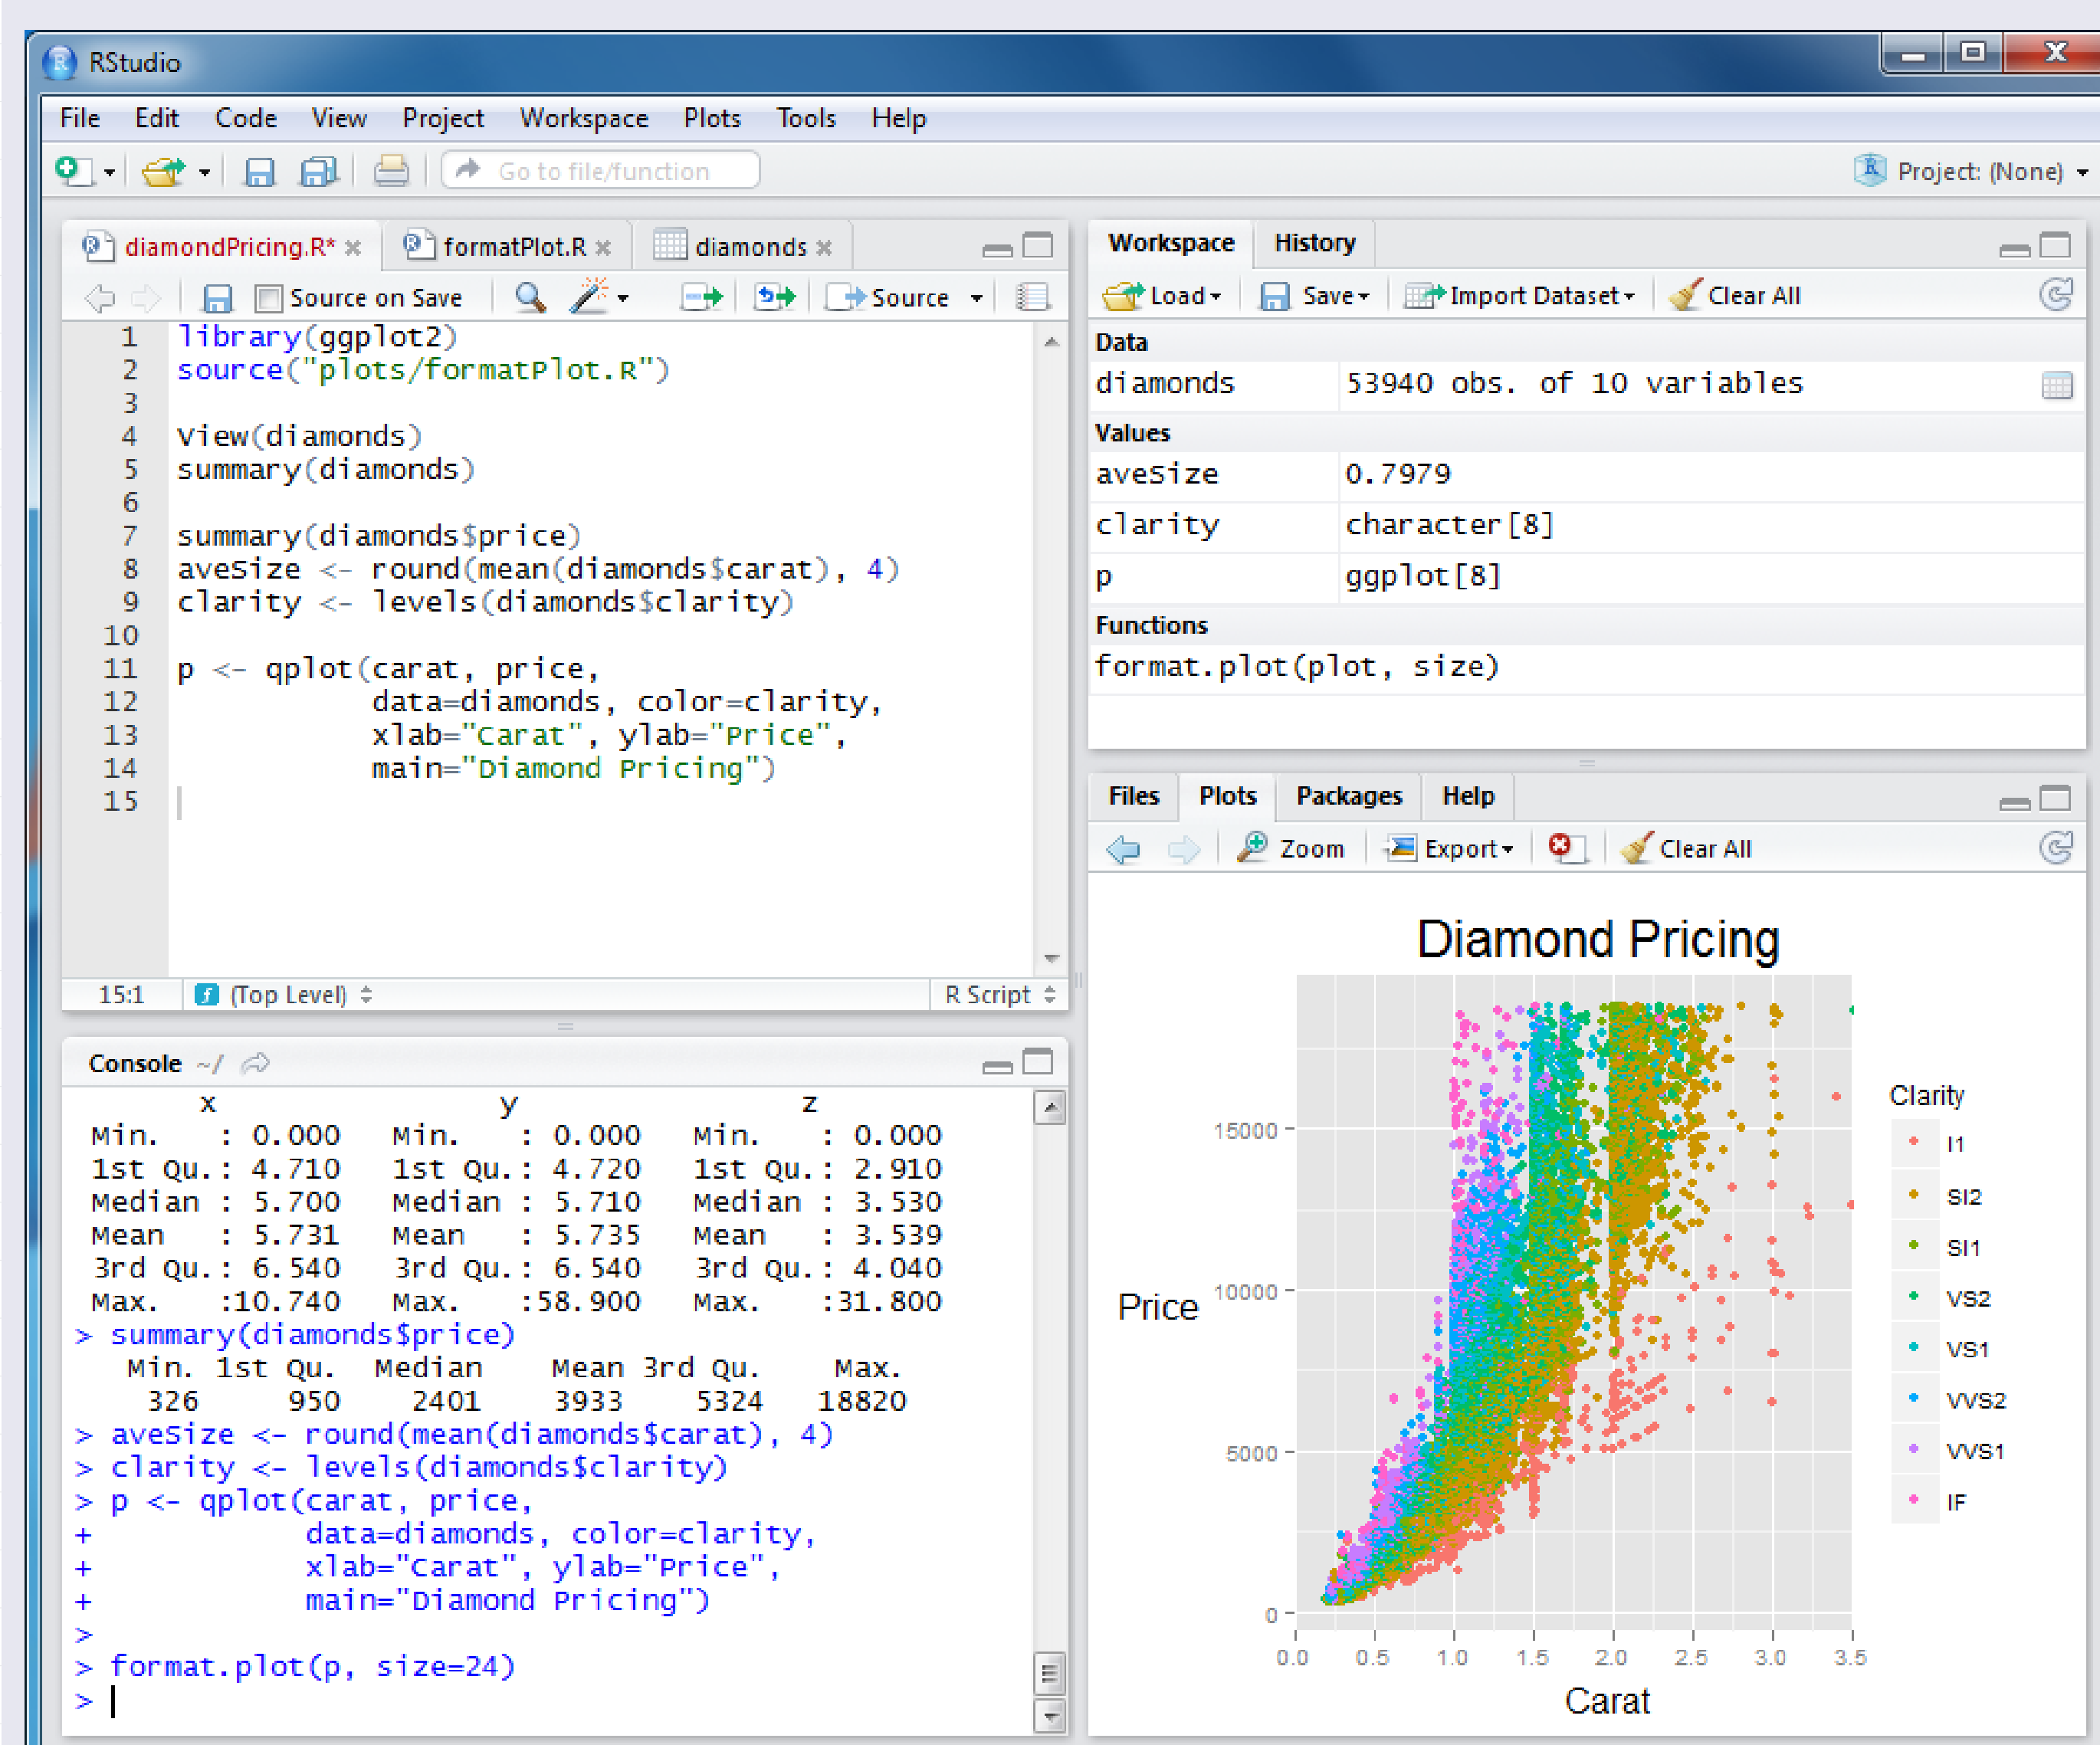 RStudio
File Edit Code View Project Workspace Plots Tools Help
Go to file/function
Project: (None)
diamondPricing.R* formatPlot.R diamonds
Source on Save Source
1 library(ggplot2)
2 source("plots/formatPlot.R")
3
4 View(diamonds)
5 summary(diamonds)
6
7 summary(diamonds$price)
8 aveSize <- round(mean(diamonds$carat), 4)
9 clarity <- levels(diamonds$clarity)
10
11 p <- qplot(carat, price,
12 data=diamonds, color=clarity,
13 xlab="Carat", ylab="Price",
14 main="Diamond Pricing")
15
15:1 (Top Level) R Script
Console ~/
x y z
Min. : 0.000 Min. : 0.000 Min. : 0.000
1st Qu.: 4.710 1st Qu.: 4.720 1st Qu.: 2.910
Median : 5.700 Median : 5.710 Median : 3.530
Mean : 5.731 Mean : 5.735 Mean : 3.539
3rd Qu.: 6.540 3rd Qu.: 6.540 3rd Qu.: 4.040
Max. :10.740 Max. :58.900 Max. :31.800
> summary(diamonds$price)
Min. 1st Qu. Median Mean 3rd Qu. Max.
326 950 2401 3933 5324 18820
> aveSize <- round(mean(diamonds$carat), 4)
> clarity <- levels(diamonds$clarity)
> p <- qplot(carat, price,
+ data=diamonds, color=clarity,
+ xlab="Carat", ylab="Price",
+ main="Diamond Pricing")
>
> format.plot(p, size=24)
>
Workspace History
Load Save Import Dataset Clear All
Data
diamonds 53940 obs. of 10 variables
Values
aveSize 0.7979
clarity character[8]
p ggplot[8]
Functions
format.plot(plot, size)
Files Plots Packages Help
Zoom Export Clear All
Diamond Pricing
Price
15000
10000
5000
0
0.0 0.5 1.0 1.5 2.0 2.5 3.0 3.5
Carat
Clarity
I1
SI2
SI1
VS2
VS1
VVS2
VVS1
IF